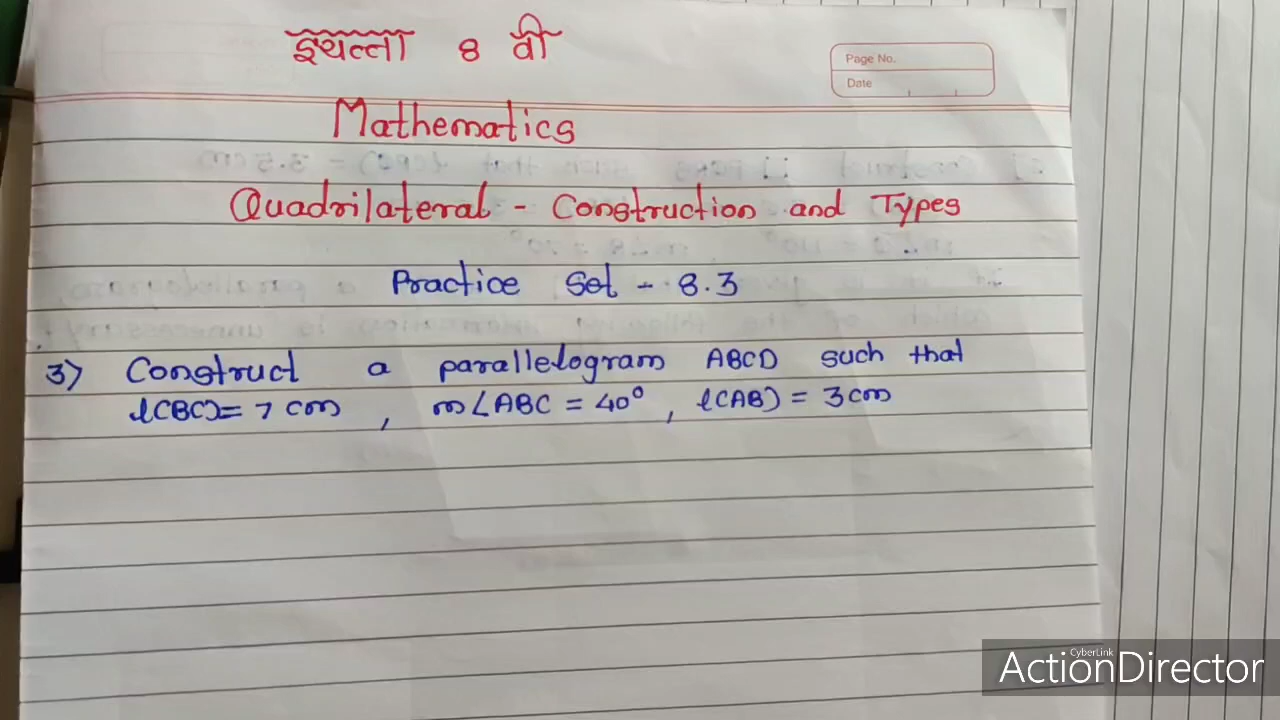 इयत्ता 8 वी
Page No.
Date
Mathematics
Quadrilateral - Construction and Types
Practice Set - 8.3
3) Construct a parallelogram ABCD such that
l(BC)= 7 cm , m∠ABC = 40° , l(AB) = 3 cm
CyberLink
ActionDirector